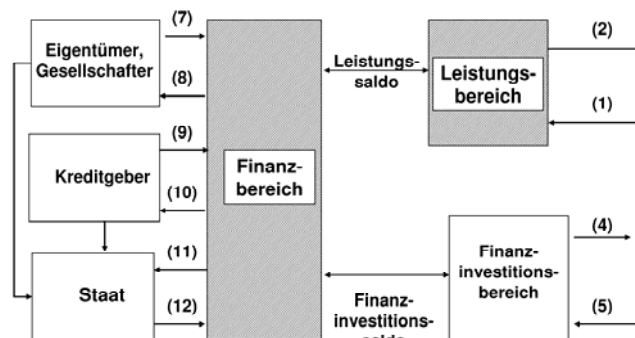 (7)
Eigentümer,
Gesellschafter
(8)
(9)
Kreditgeber
(10)
(11)
Staat
(12)
Finanz-
bereich
Leistungs-
saldo
Leistungs-
bereich
(2)
(1)
Finanz-
investitions-
bereich
(4)
(5)
Finanz-
investitions-